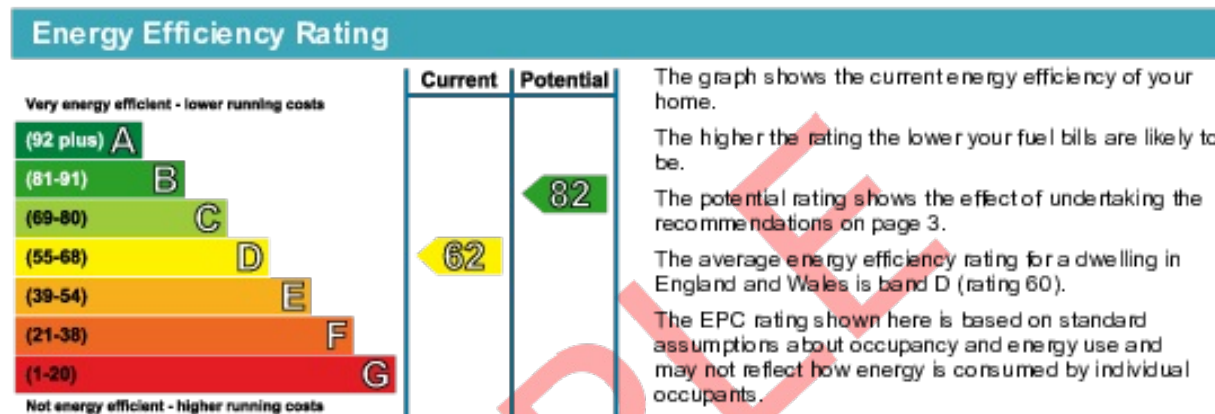 Energy Efficiency Rating
Current Potential
Very energy efficient - lower running costs
(92 plus) A
(81-91) B
82
(69-80) C
(55-68) D
62
(39-54) E
(21-38) F
(1-20) G
Not energy efficient - higher running costs
The graph shows the current energy efficiency of your
home.
The higher the rating the lower your fuel bills are likely to
be.
The potential rating shows the effect of undertaking the
recommendations on page 3.
The average energy efficiency rating for a dwelling in
England and Wales is band D (rating 60).
The EPC rating shown here is based on standard
assumptions about occupancy and energy use and
may not reflect how energy is consumed by individual
occupants.
PLE